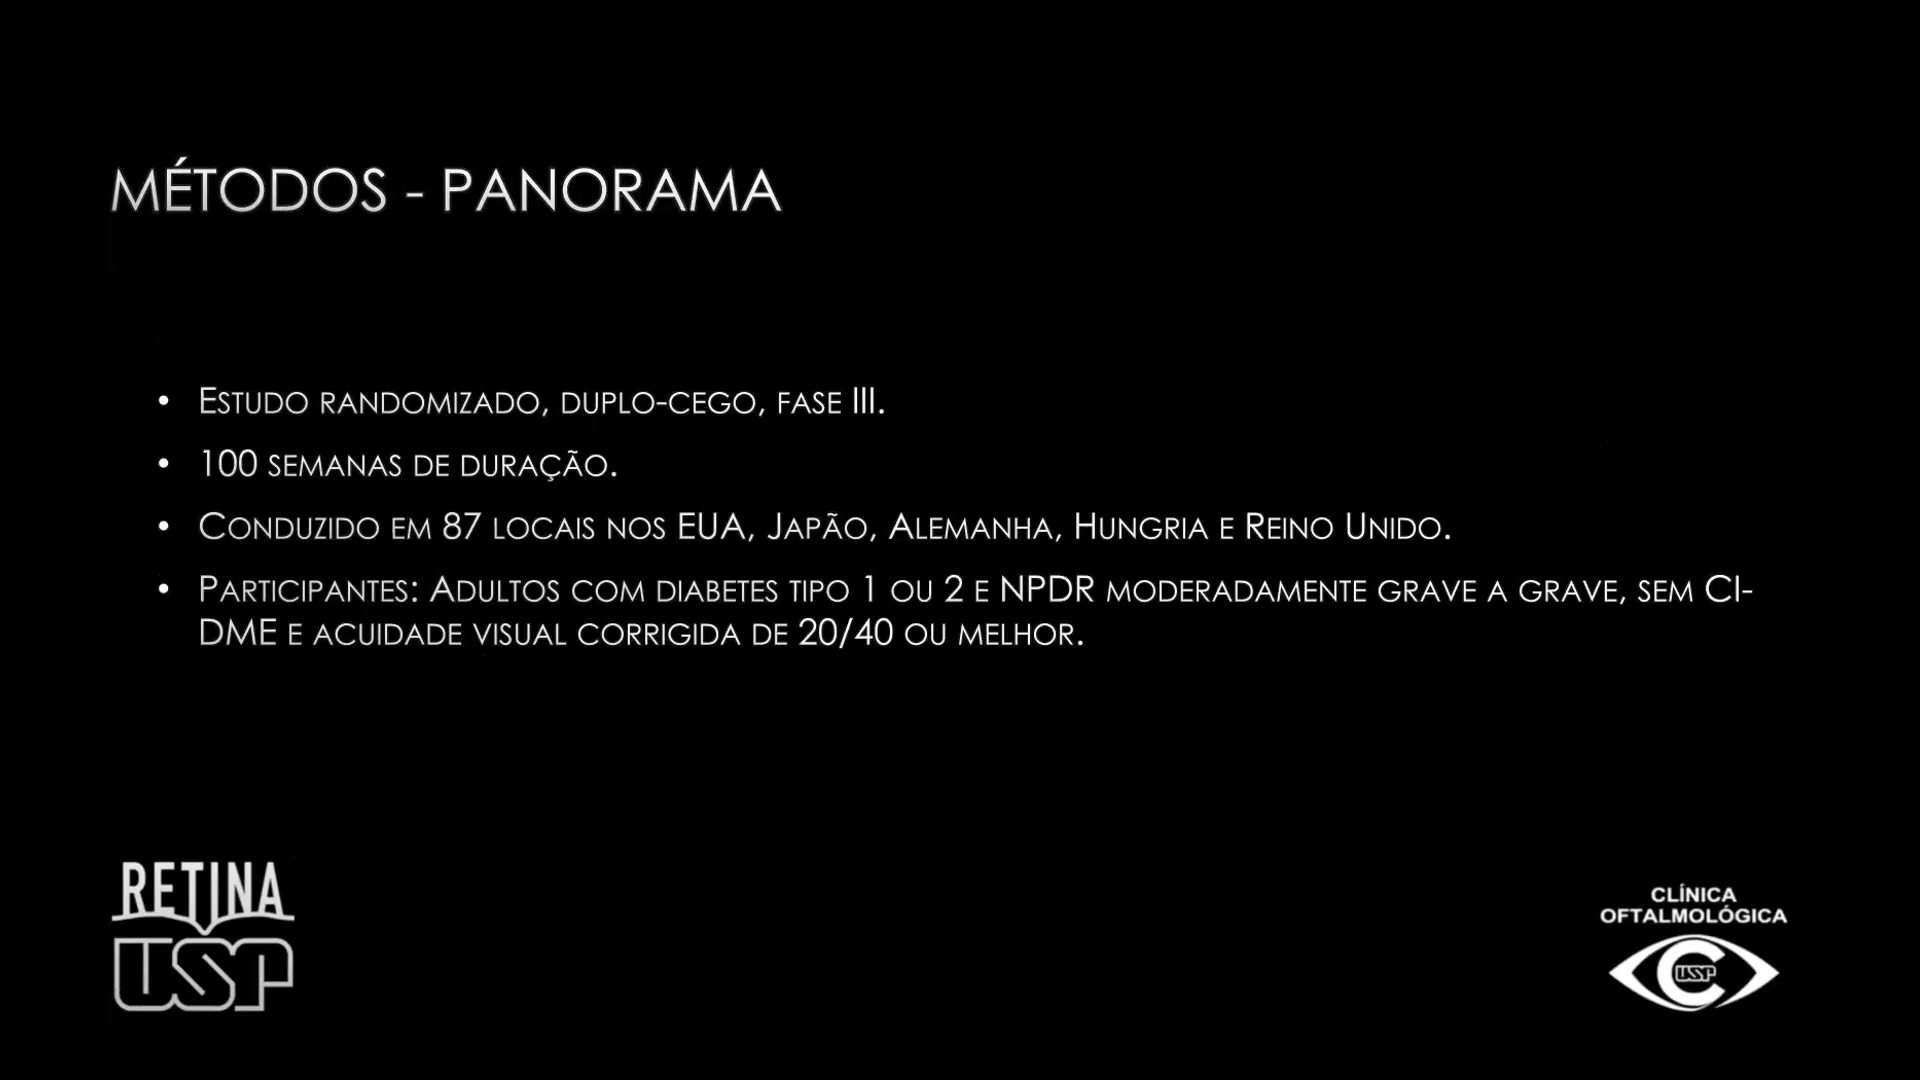 MÉTODOS - PANORAMA
• ESTUDO RANDOMIZADO, DUPLO-CEGO, FASE III.
• 100 SEMANAS DE DURAÇÃO.
• CONDUZIDO EM 87 LOCAIS NOS EUA, JAPÃO, ALEMANHA, HUNGRIA E REINO UNIDO.
• PARTICIPANTES: ADULTOS COM DIABETES TIPO 1 OU 2 E NPDR MODERADAMENTE GRAVE A GRAVE, SEM CI-
DME E ACUIDADE VISUAL CORRIGIDA DE 20/40 OU MELHOR.
RETINA
USP
CLÍNICA
OFTALMOLÓGICA
C
USP